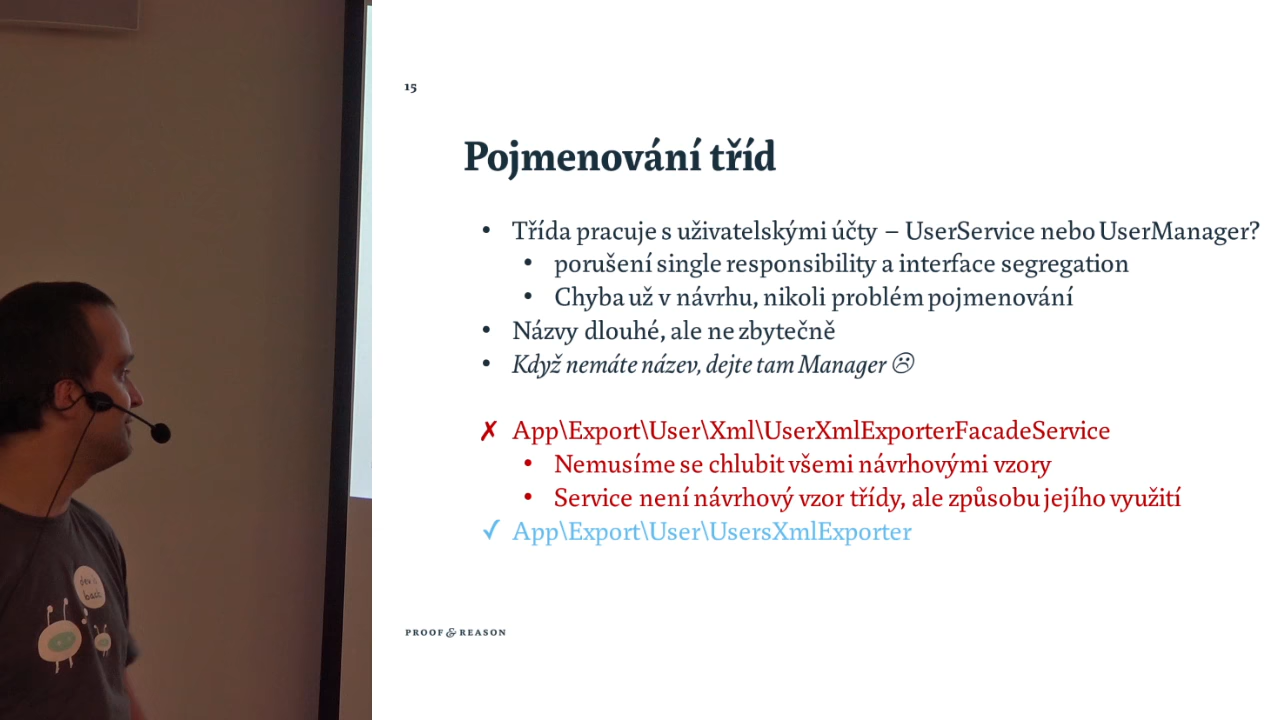 15
Pojmenování tříd
• Třída pracuje s uživatelskými účty – UserService nebo UserManager?
• porušení single responsibility a interface segregation
• Chyba už v návrhu, nikoli problém pojmenování
• Názvy dlouhé, ale ne zbytečně
• Když nemáte název, dejte tam Manager ☹
✗ App\Export\User\Xml\UserXmlExporterFacadeService
• Nemusíme se chlubit všemi návrhovými vzory
• Service není návrhový vzor třídy, ale způsobu jejího využití
✓ App\Export\User\UsersXmlExporter
dev is
back
PROOF & REASON